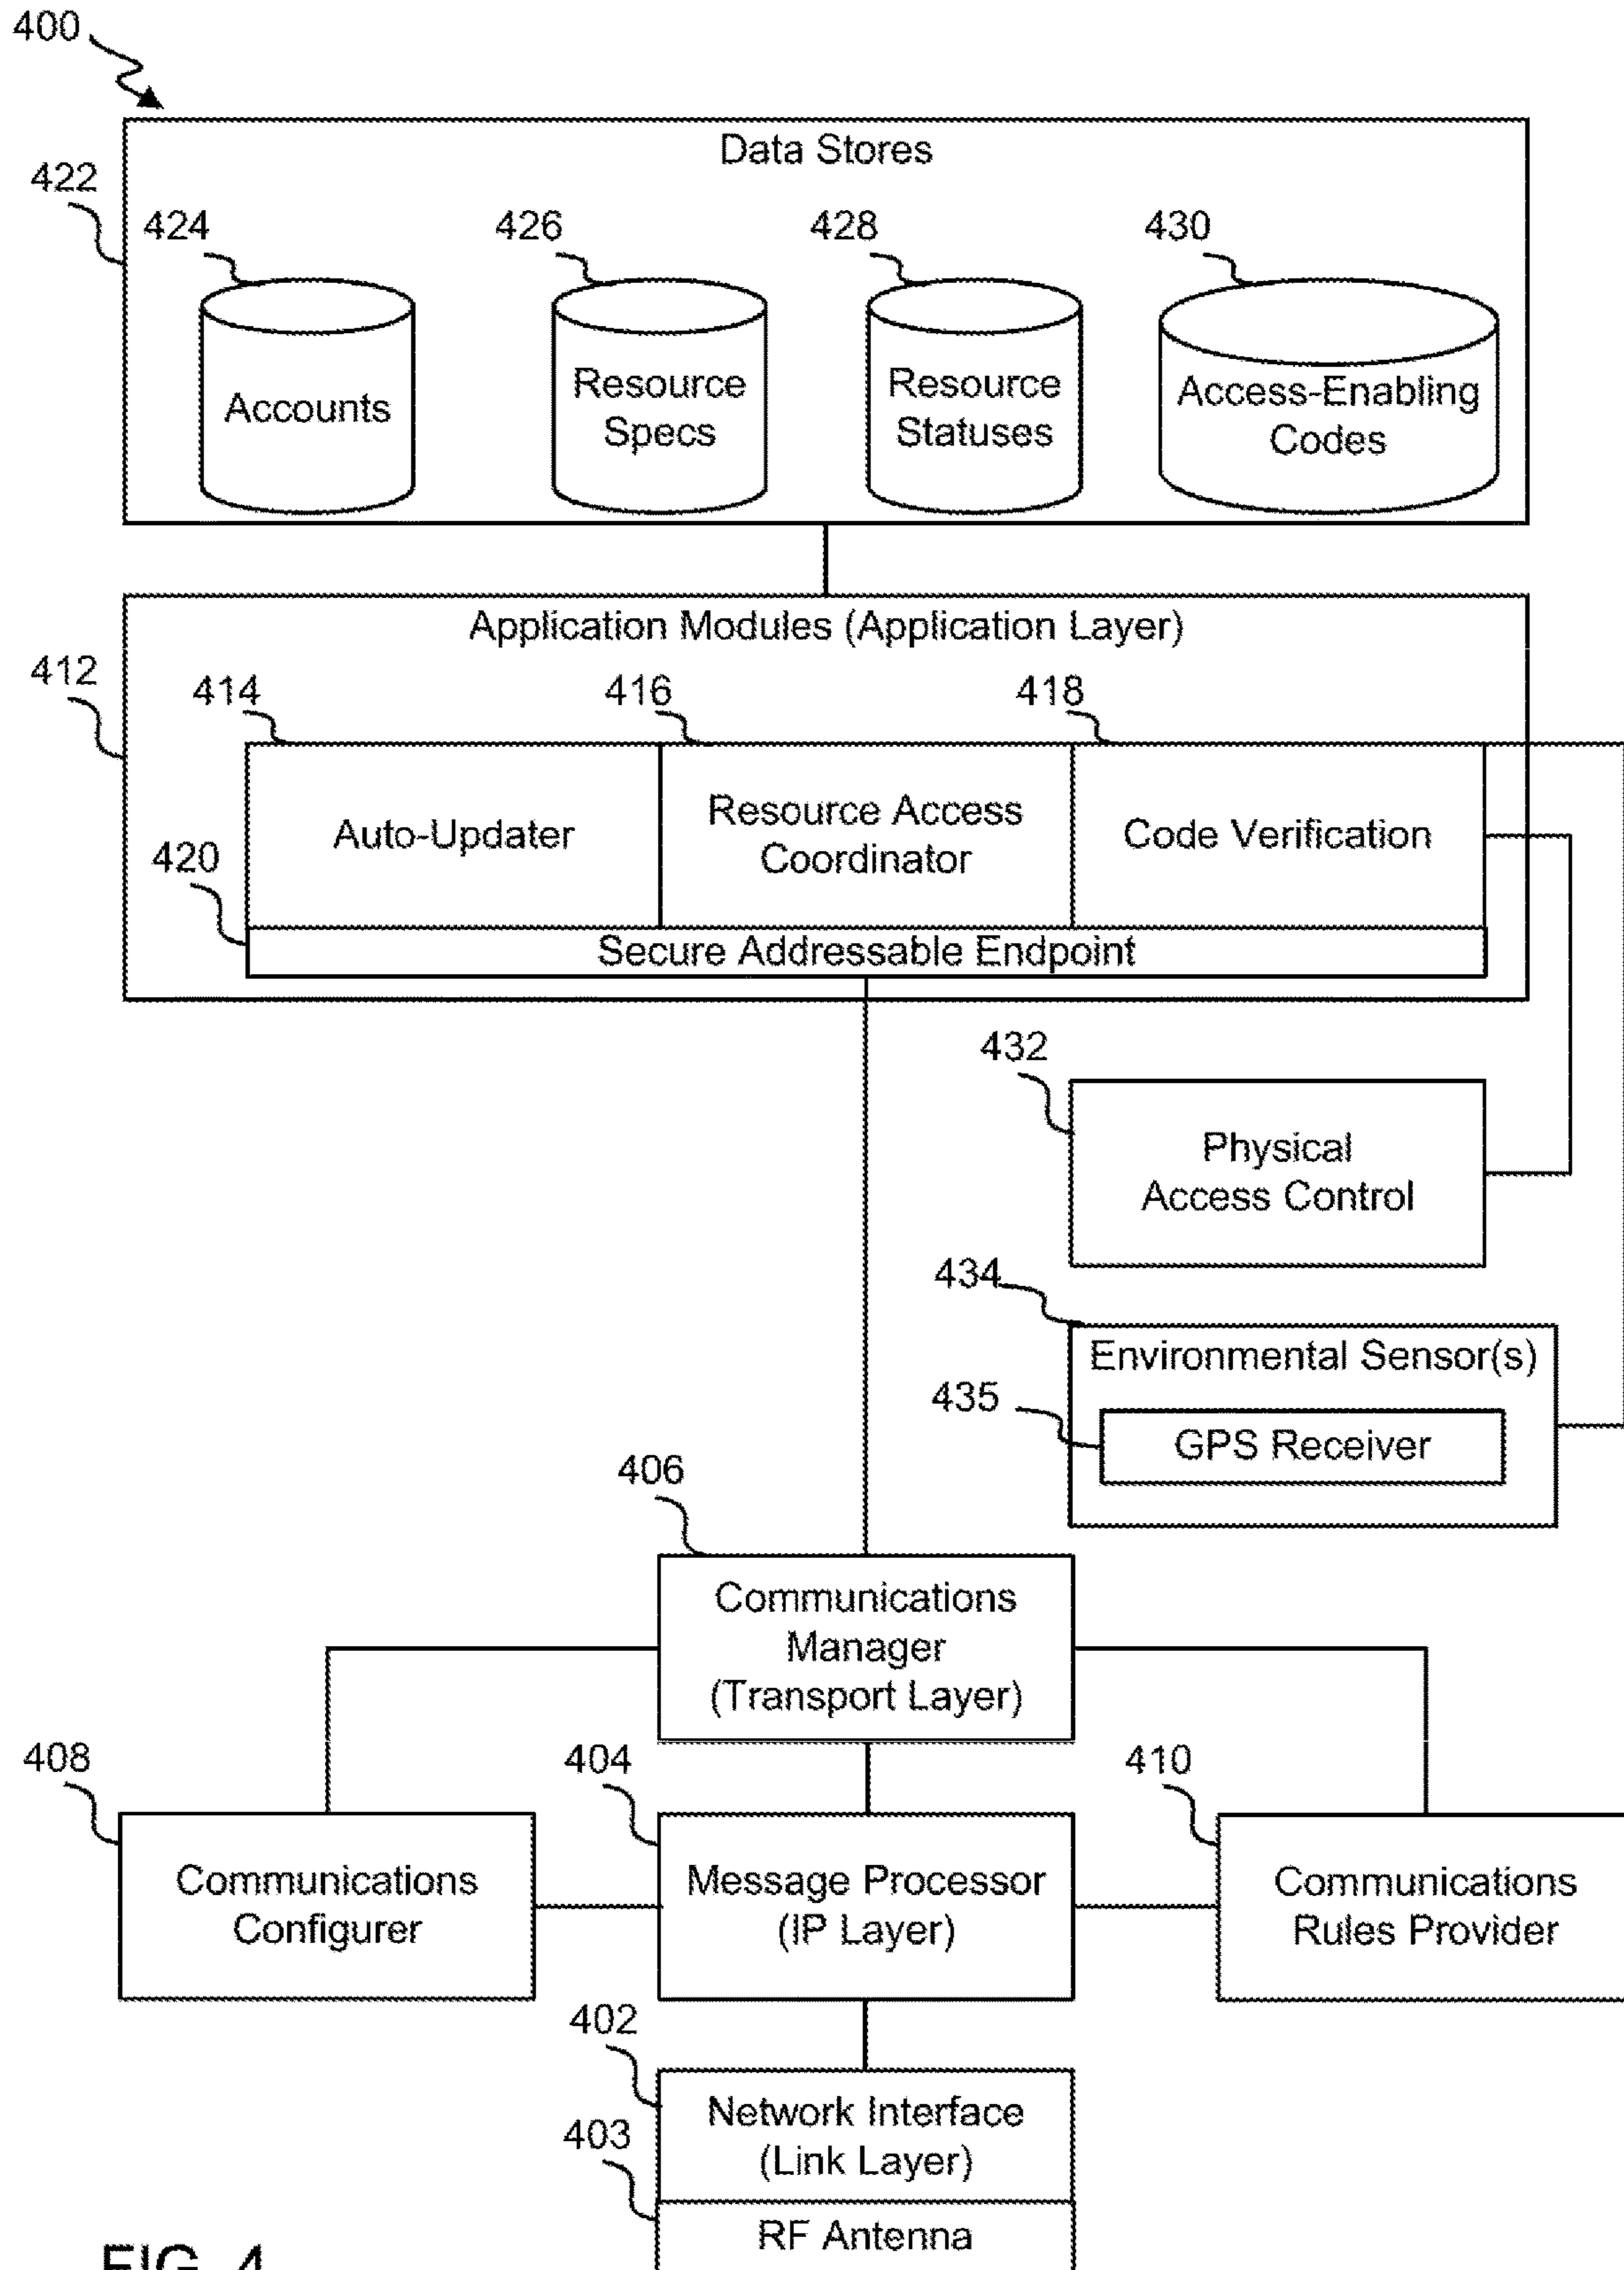 400
Data Stores
422
424
426
428
430
Accounts
Resource
Specs
Resource
Statuses
Access-Enabling
Codes
Application Modules (Application Layer)
412
414
416
418
Auto-Updater
Resource Access
Coordinator
Code Verification
420
Secure Addressable Endpoint
432
Physical
Access Control
434
Environmental Sensor(s)
435
GPS Receiver
406
Communications
Manager
(Transport Layer)
408
404
410
Communications
Configurer
Message Processor
(IP Layer)
Communications
Rules Provider
402
Network Interface
(Link Layer)
403
RF Antenna
FIG. 4